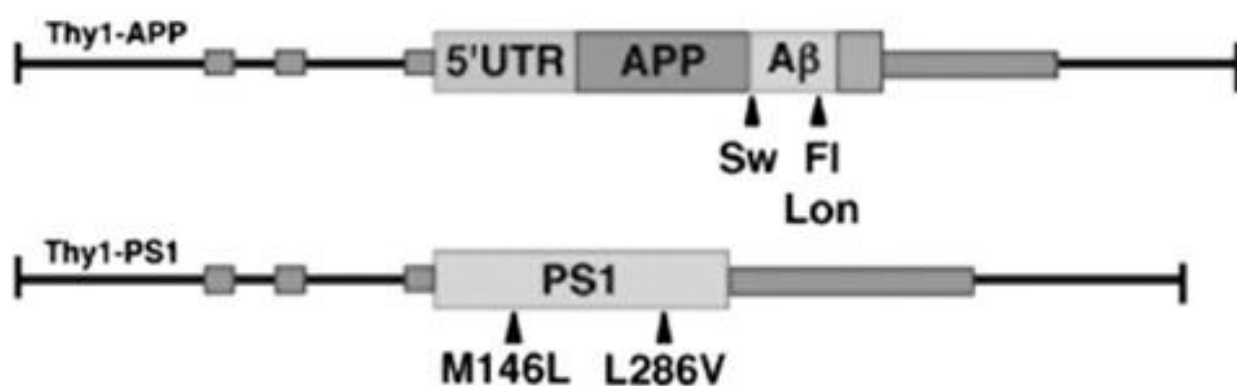 Thy1-APP
5'UTR APP Aβ
Sw Fl
Lon
Thy1-PS1
PS1
M146L L286V